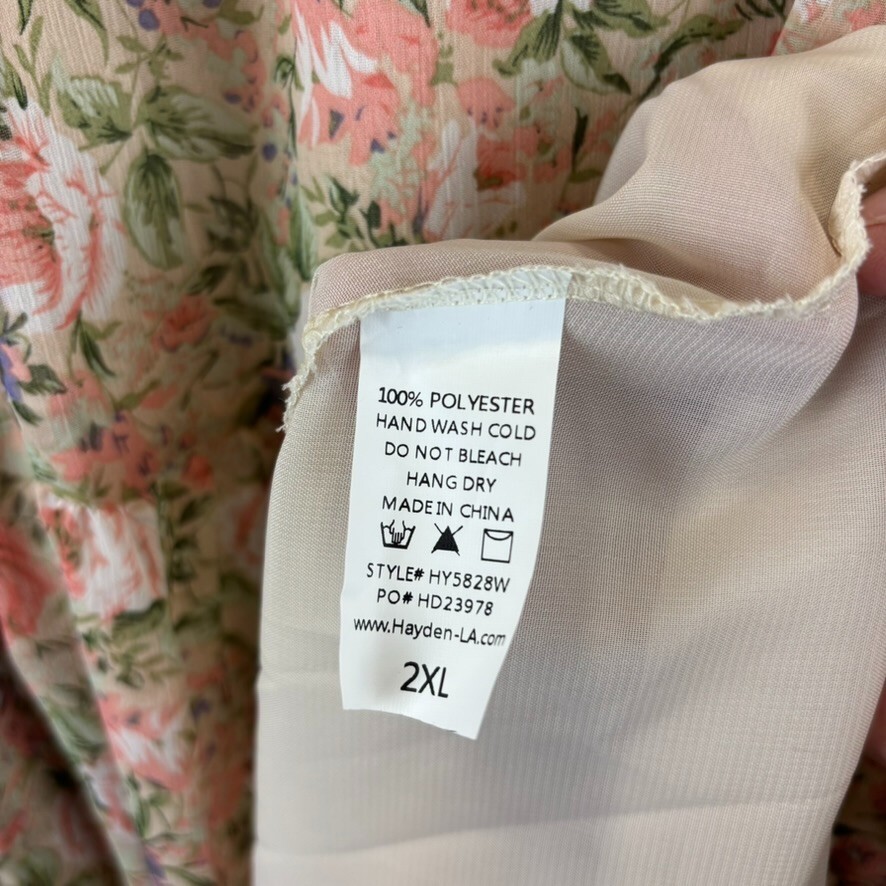 100% POLYESTER
HAND WASH COLD
DO NOT BLEACH
HANG DRY
MADE IN CHINA
STYLE# HY5828W
PO# HD23978
www.Hayden-LA.com
2XL